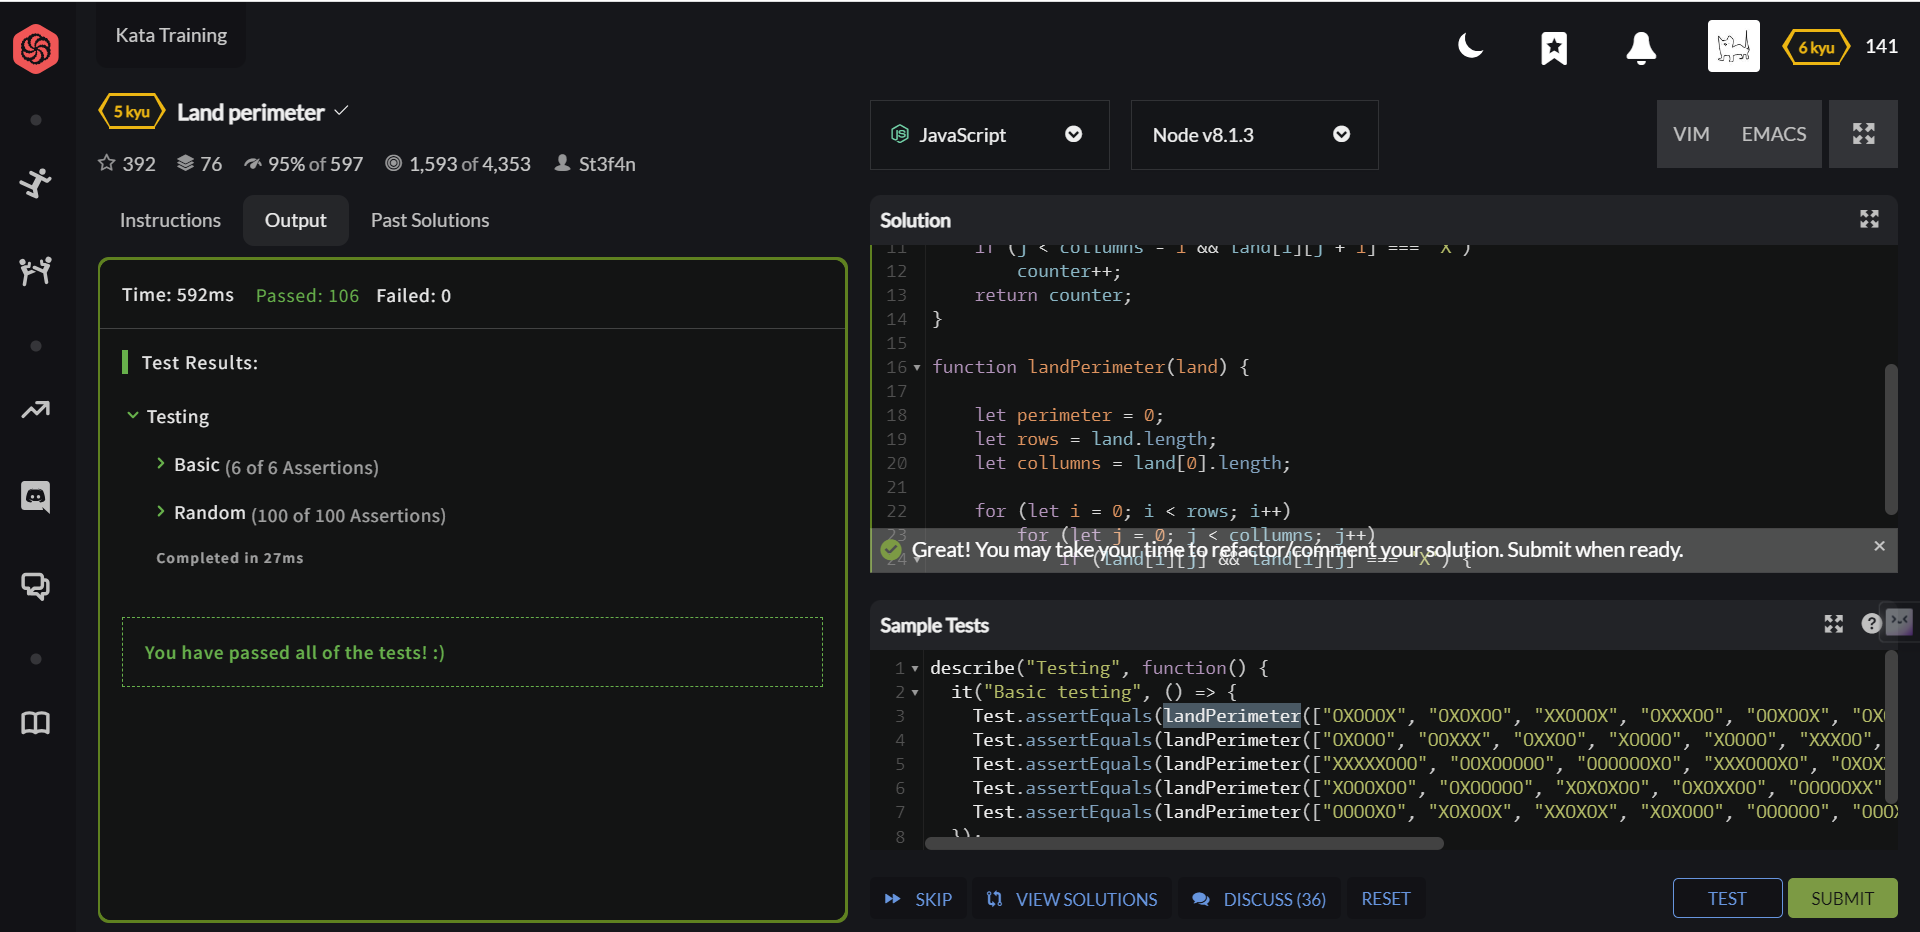 Kata Training
6 kyu 141
5 kyu Land perimeter
392 76 95% of 597 1,593 of 4,353 St3f4n
JavaScript Node v8.1.3 VIM EMACS
Instructions Output Past Solutions
Time: 592ms Passed: 106 Failed: 0
Test Results:
Testing
Basic (6 of 6 Assertions)
Random (100 of 100 Assertions)
Completed in 27ms
You have passed all of the tests! :)
Solution
11 if (j < collumns - 1 && land[i][j + 1] === "X")
12 counter++;
13 return counter;
14 }
15
16 function landPerimeter(land) {
17
18 let perimeter = 0;
19 let rows = land.length;
20 let collumns = land[0].length;
21
22 for (let i = 0; i < rows; i++)
23 for (let j = 0; j < collumns; j++)
24 if (land[i][j] && land[i][j] === "X") {
Great! You may take your time to refactor/comment your solution. Submit when ready.
Sample Tests
1 describe("Testing", function() {
2 it("Basic testing", () => {
3 Test.assertEquals(landPerimeter(["OXOOOX", "OXOXOO", "XXOOOX", "OXXXOO", "OOXOOX", "OX
4 Test.assertEquals(landPerimeter(["OXOOO", "OOXXX", "OXXOO", "XOOOO", "XOOOO", "XXXOO",
5 Test.assertEquals(landPerimeter(["XXXXXOOO", "OOXOOOOO", "OOOOOOXO", "XXXOOOXO", "OXOX
6 Test.assertEquals(landPerimeter(["XOOOXOO", "OXOOOOO", "XOXOXOO", "OXOXXOO", "OOOOOXX"
7 Test.assertEquals(landPerimeter(["OOOOXO", "XOXOOX", "XXOXOX", "XOXOOO", "OOOOOO", "OOOX
8 });
SKIP VIEW SOLUTIONS DISCUSS (36) RESET TEST SUBMIT